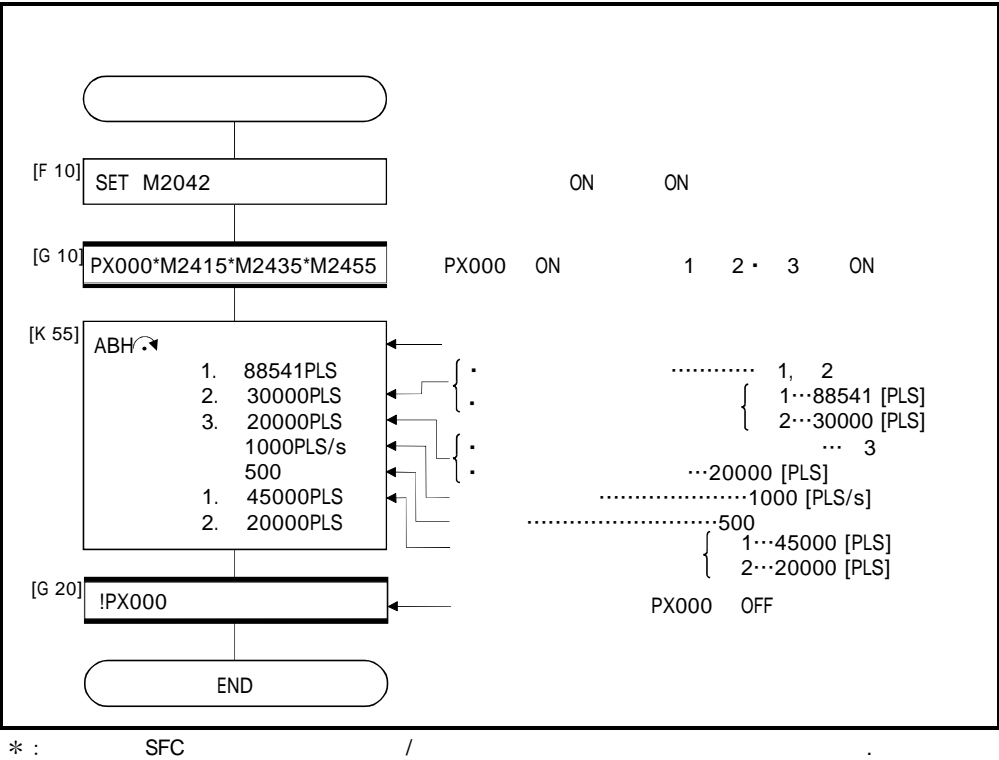 [F 10] SET M2042 ON ON
[G 10] PX000*M2415*M2435*M2455 PX000 ON 1 2・ 3 ON
[K 55] ABH
1. 88541PLS ・ ………… 1, 2
2. 30000PLS ・ 1…88541 [PLS]
3. 20000PLS 2…30000 [PLS]
1000PLS/s ・ … 3
500 ・ …20000 [PLS]
1. 45000PLS …………………1000 [PLS/s]
2. 20000PLS ………………………500
1…45000 [PLS]
2…20000 [PLS]
[G 20] !PX000 PX000 OFF
END
* : SFC / .